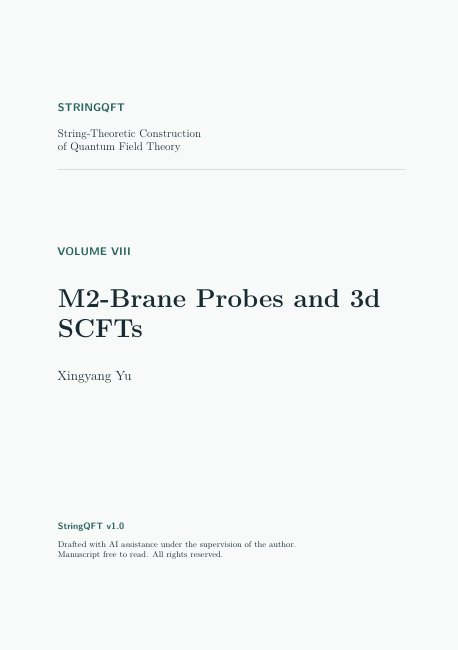 STRINGQFT
String-Theoretic Construction
of Quantum Field Theory
VOLUME VIII
M2-Brane Probes and 3d
SCFTs
Xingyang Yu
StringQFT v1.0
Drafted with AI assistance under the supervision of the author.
Manuscript free to read. All rights reserved.